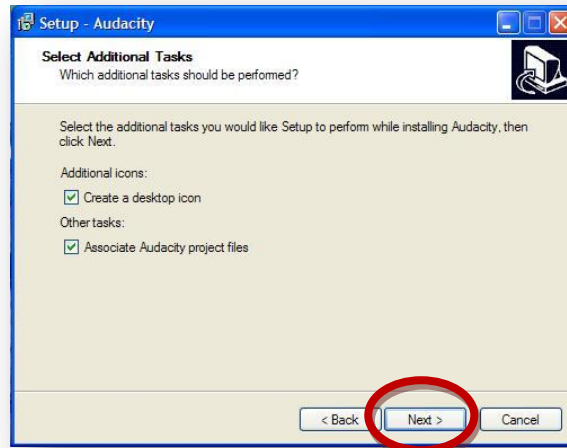 Setup - Audacity
Select Additional Tasks
Which additional tasks should be performed?
Select the additional tasks you would like Setup to perform while installing Audacity, then
click Next.
Additional icons:
Create a desktop icon
Other tasks:
Associate Audacity project files
< Back
Next >
Cancel